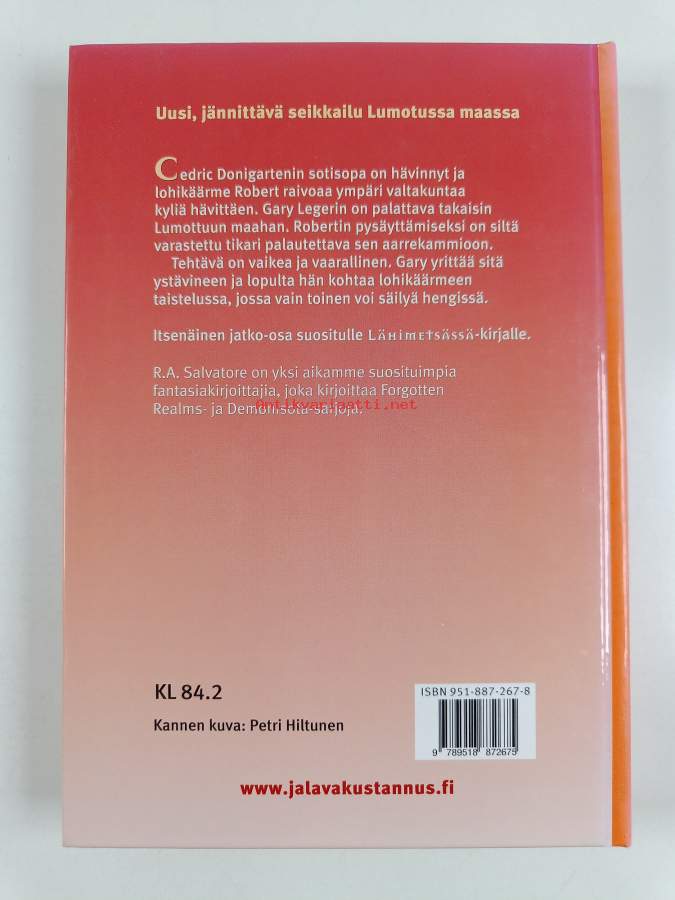 Uusi, jännittävä seikkailu Lumotussa maassa
Cedric Donigartenin sotisopa on hävinnyt ja
lohikäärme Robert raivoaa ympäri valtakuntaa
kyliä hävittäen. Gary Legerin on palattava takaisin
Lumottuun maahan. Robertin pysäyttämiseksi on siltä
varastettu tikari palautettava sen aarrekammioon.
Tehtävä on vaikea ja vaarallinen. Gary yrittää sitä
ystävineen ja lopulta hän kohtaa lohikäärmeen
taistelussa, jossa vain toinen voi säilyä hengissä.
Itsenäinen jatko-osa suositulle Lähimetsässä-kirjalle.
R.A. Salvatore on yksi aikamme suosituimpia
fantasiakirjoittajia, joka kirjoittaa Forgotten
Realms- ja Demonisota-sarjoja.
Antikvariaatti.net
KL 84.2
Kannen kuva: Petri Hiltunen
ISBN 951-887-267-8
9 789518 872675
www.jalavakustannus.fi